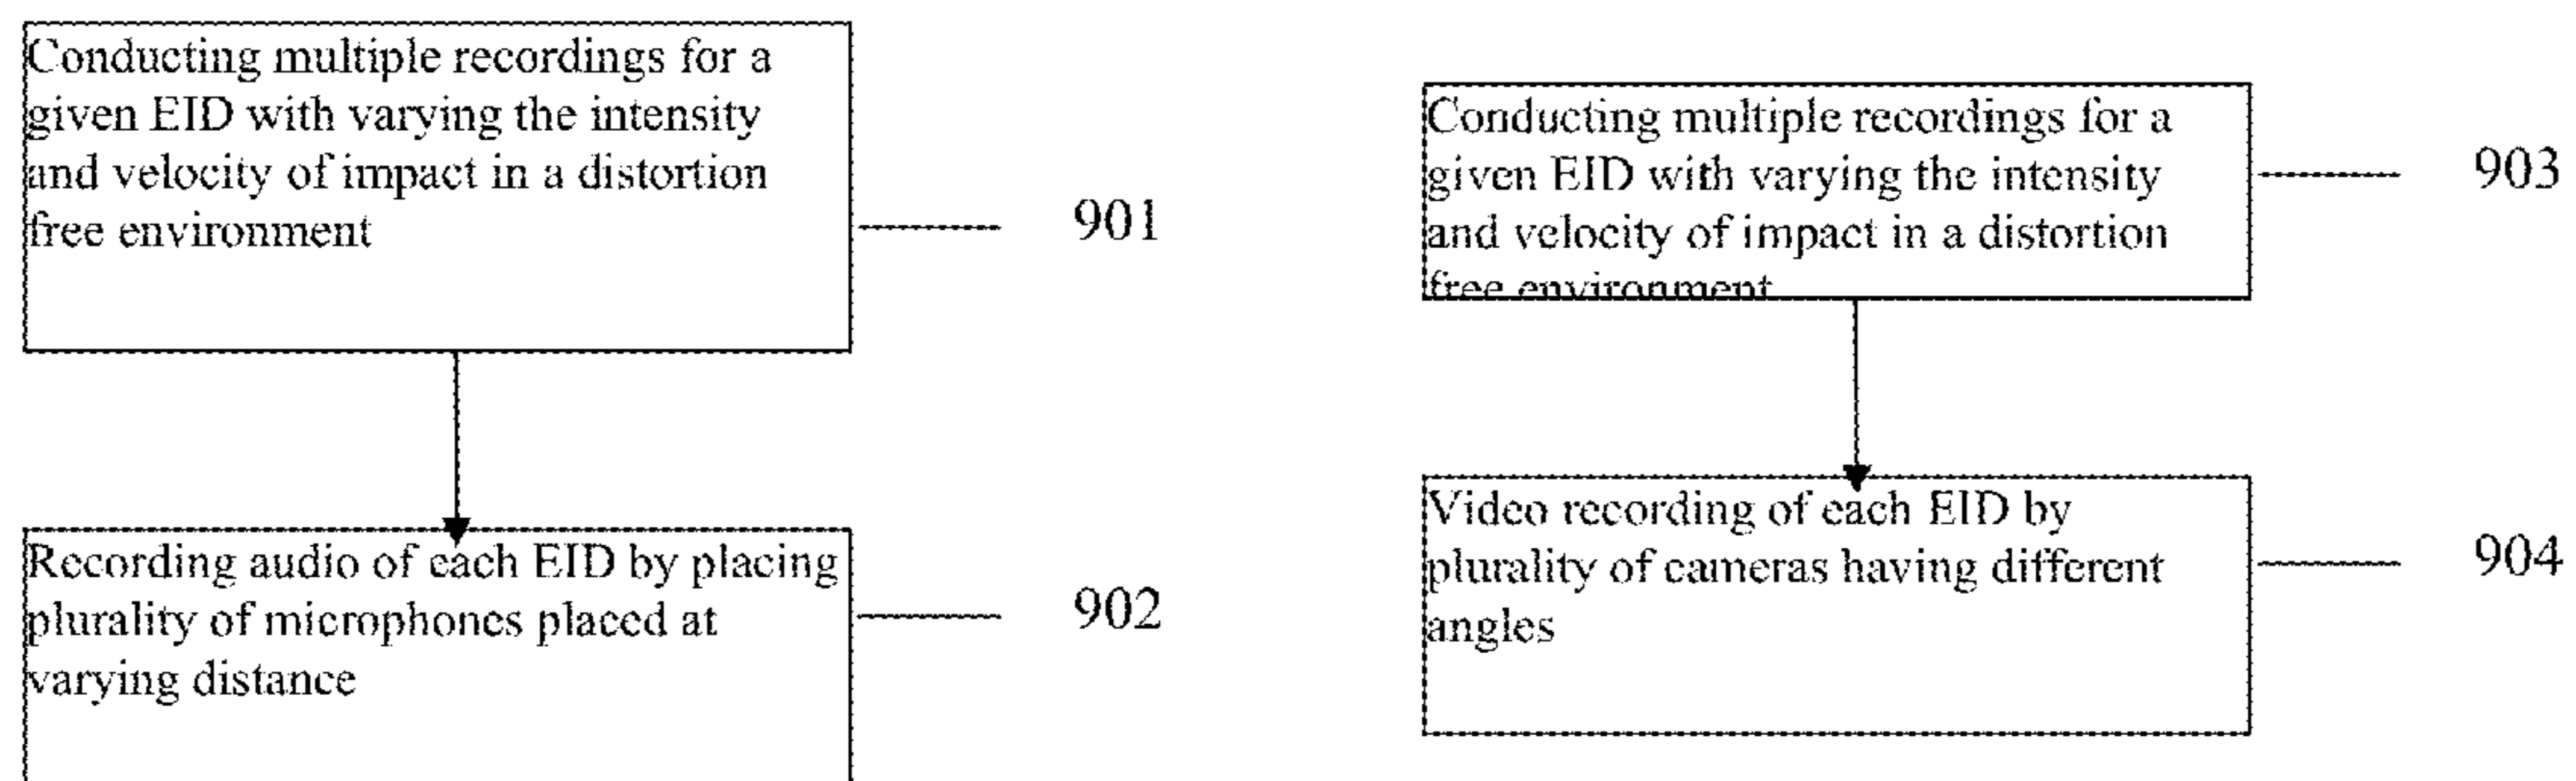 Conducting multiple recordings for a
given EID with varying the intensity
and velocity of impact in a distortion
free environment
901
Recording audio of each EID by placing
plurality of microphones placed at
varying distance
902
Conducting multiple recordings for a
given EID with varying the intensity
and velocity of impact in a distortion
free environment
903
Video recording of each EID by
plurality of cameras having different
angles
904